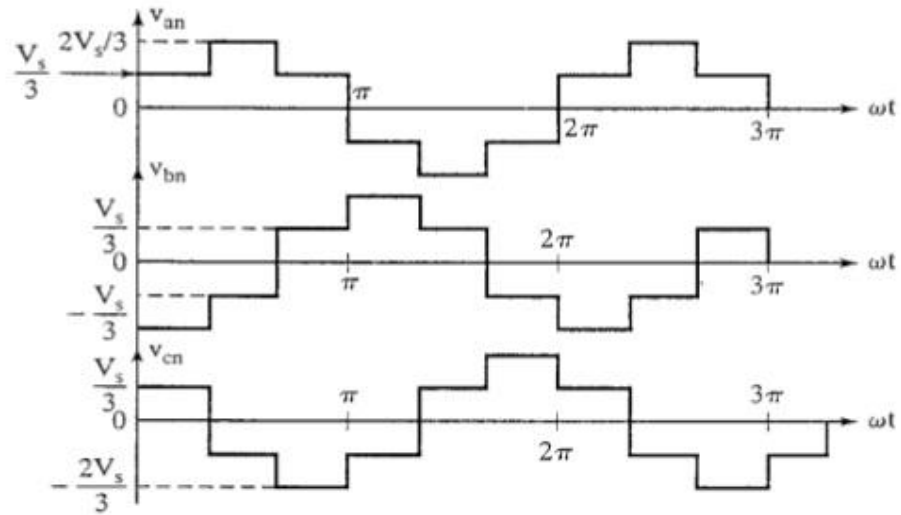 v_an
2V_s/3
V_s/3
0
π
2π
3π
ωt
v_bn
V_s/3
0
-V_s/3
π
2π
3π
ωt
v_cn
V_s/3
0
-2V_s/3
π
2π
3π
ωt